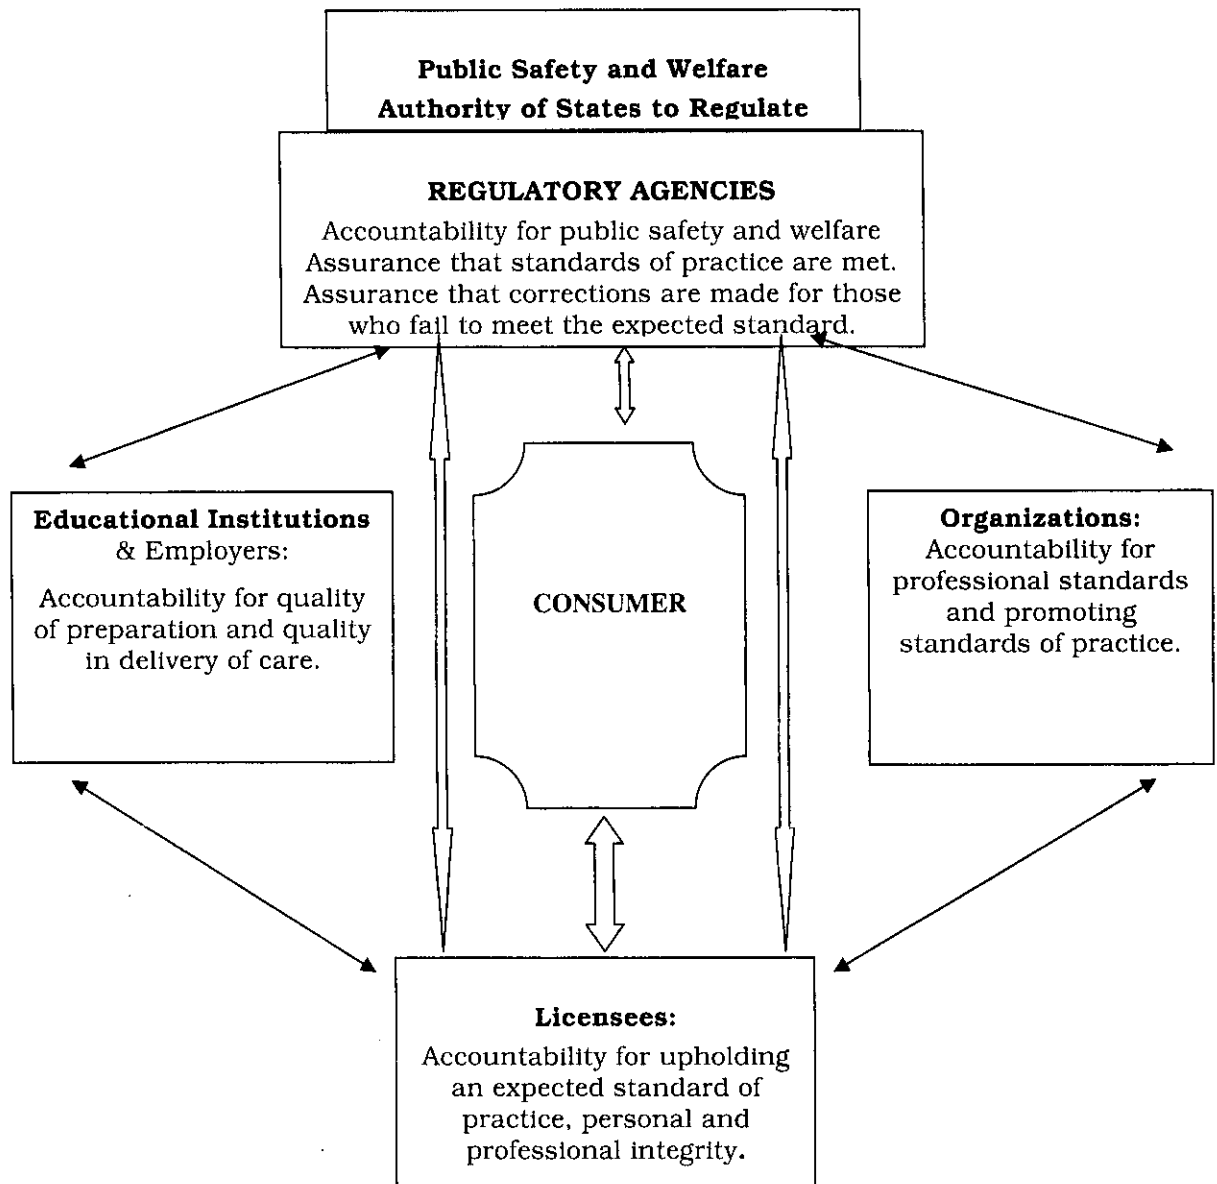 Public Safety and Welfare
Authority of States to Regulate
REGULATORY AGENCIES
Accountability for public safety and welfare
Assurance that standards of practice are met.
Assurance that corrections are made for those
who fail to meet the expected standard.
Educational Institutions
& Employers:
Accountability for quality
of preparation and quality
in delivery of care.
CONSUMER
Organizations:
Accountability for
professional standards
and promoting
standards of practice.
Licensees:
Accountability for upholding
an expected standard of
practice, personal and
professional integrity.